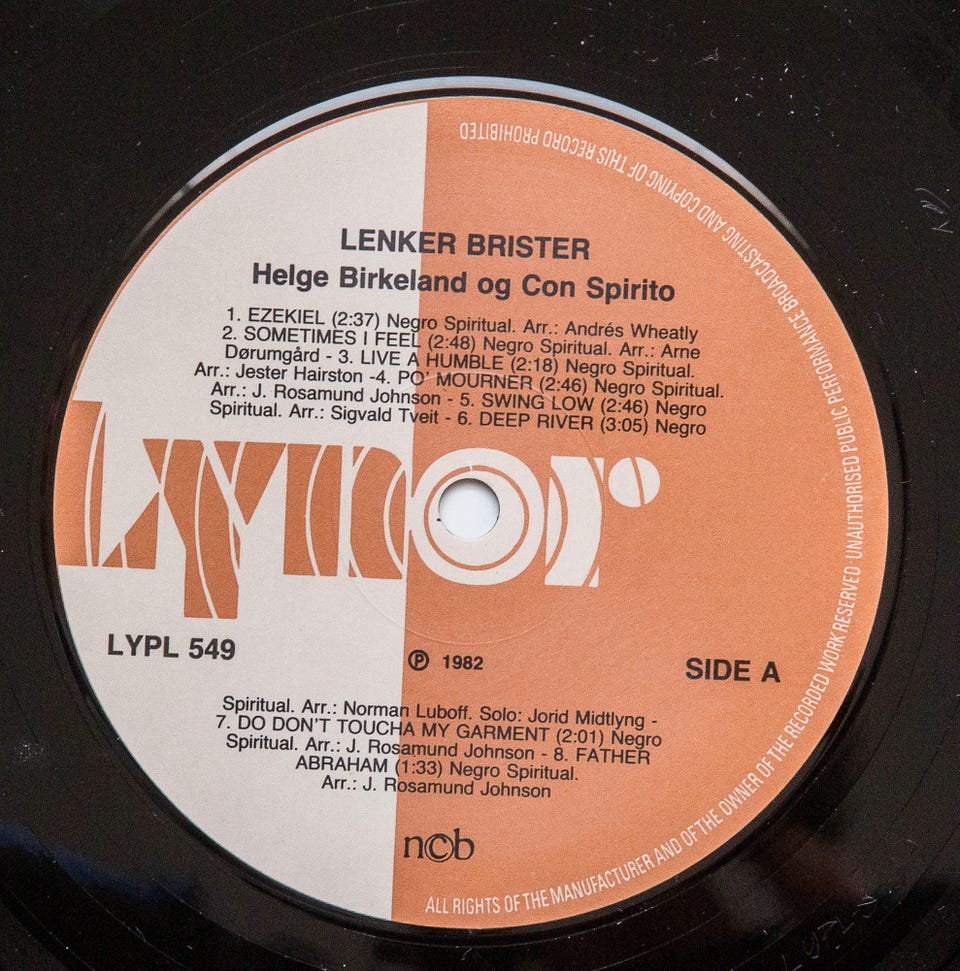 LENKER BRISTER
Helge Birkeland og Con Spirito
1. EZEKIEL (2:37) Negro Spiritual. Arr.: Andrés Wheatly
2. SOMETIMES I FEEL (2:48) Negro Spiritual. Arr.: Arne
Dørumgård - 3. LIVE A HUMBLE (2:18) Negro Spiritual.
Arr.: Jester Hairston -4. PO' MOURNER (2:46) Negro Spiritual.
Arr.: J. Rosamund Johnson - 5. SWING LOW (2:46) Negro
Spiritual. Arr.: Sigvald Tveit - 6. DEEP RIVER (3:05) Negro
Lynor
LYPL 549
℗ 1982
SIDE A
Spiritual. Arr.: Norman Luboff. Solo: Jorid Midtlyng -
7. DO DON'T TOUCHA MY GARMENT (2:01) Negro
Spiritual. Arr.: J. Rosamund Johnson - 8. FATHER
ABRAHAM (1:33) Negro Spiritual.
Arr.: J. Rosamund Johnson
ncb
ALL RIGHTS OF THE MANUFACTURER AND OF THE OWNER OF THE RECORDED WORK RESERVED · UNAUTHORISED PUBLIC PERFORMANCE BROADCASTING AND COPYING OF THIS RECORD PROHIBITED